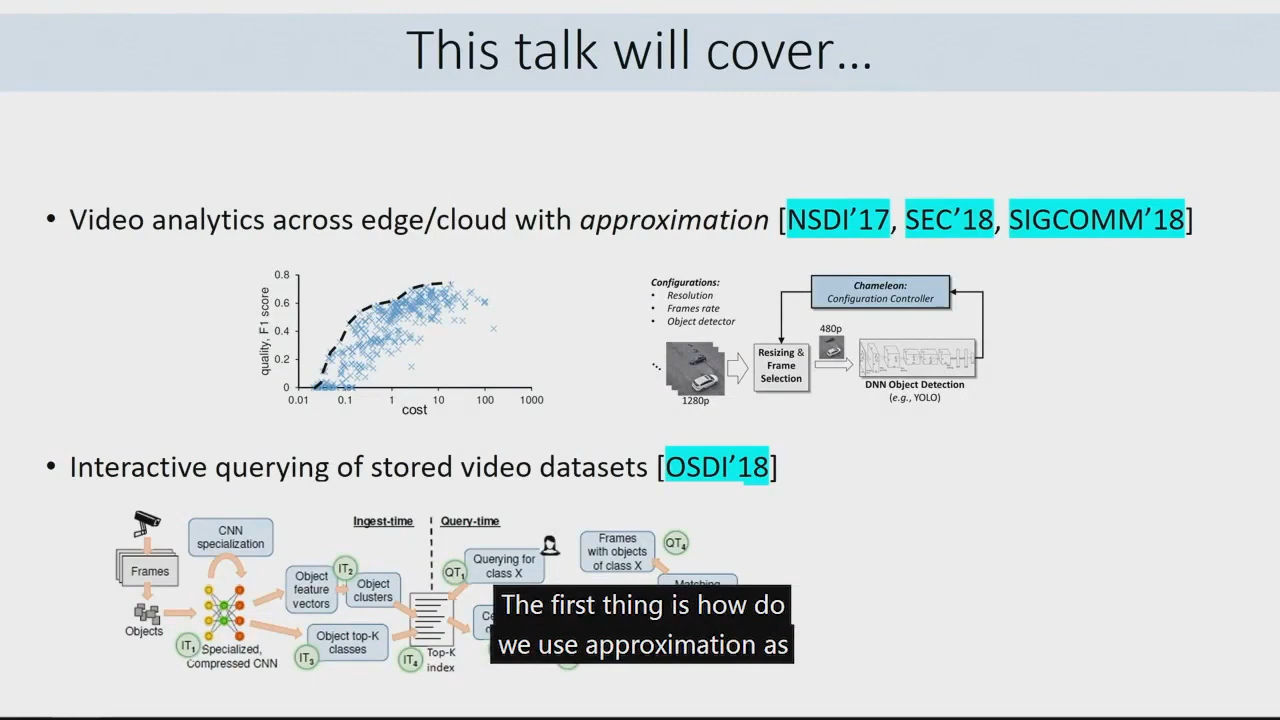 This talk will cover…
• Video analytics across edge/cloud with approximation [NSDI’17, SEC’18, SIGCOMM’18]
0.8
0.6
0.4
0.2
0
quality, F1 score
0.01 0.1 1 10 100 1000
cost
Configurations:
• Resolution
• Frames rate
• Object detector
1280p
Resizing &
Frame
Selection
480p
Chameleon:
Configuration Controller
DNN Object Detection
(e.g., YOLO)
• Interactive querying of stored video datasets [OSDI’18]
Frames
Objects
CNN
specialization
IT1
Specialized,
Compressed CNN
Object
feature
vectors
IT2
Object
clusters
Object top-K
classes
IT3
IT4
Top-K
index
Ingest-time
Query-time
QT1
Querying for
class X
Frames
with objects
of class X
QT4
Matching
The first thing is how do
we use approximation as